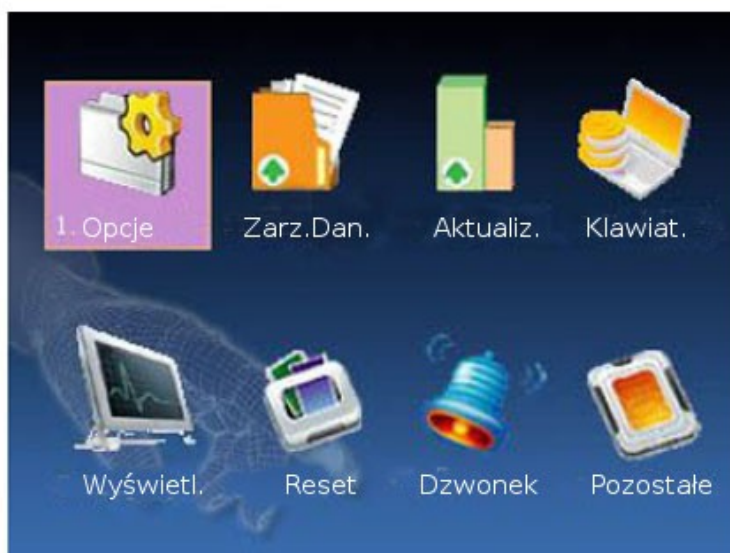 1. Opcje Zarz.Dan. Aktualiz. Klawiat.
Wyświetl. Reset Dzwonek Pozostałe